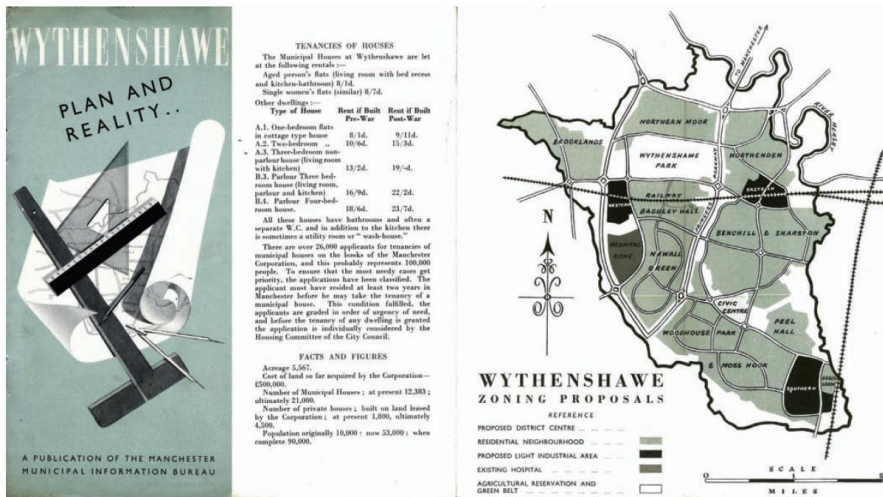 WYTHENSHAWE
PLAN AND
REALITY..
A PUBLICATION OF THE MANCHESTER
MUNICIPAL INFORMATION BUREAU
TENANCIES OF HOUSES
The Municipal Houses at Wythenshawe are let
at the following rentals :—
Aged person's flats (living room with bed recess
and kitchen-bathroom) 8/1d.
Single women's flats (similar) 8/7d.
Other dwellings :—
Type of House Rent if Built Rent if Built
Pre-War Post-War
A.1. One-bedroom flats
in cottage type house 8/1d. 9/11d.
A.2. Two-bedroom „ 10/6d. 15/3d.
A.3. Three-bedroom non-
parlour house (living room
with kitchen) 13/2d. 19/-d.
B.3. Parlour Three bed-
room house (living room,
parlour and kitchen) 16/9d. 22/2d.
B.4. Parlour Four-bed-
room house. 18/6d. 23/7d.
All these houses have bathrooms and often a
separate W.C. and in addition to the kitchen there
is sometimes a utility room or " wash-house."
There are over 26,000 applicants for tenancies of
municipal houses on the books of the Manchester
Corporation, and this probably represents 100,000
people. To ensure that the most needy cases get
priority, the applications have been classified. The
applicant must have resided at least two years in
Manchester before he may take the tenancy of a
municipal house. This condition fulfilled, the
applicants are graded in order of urgency of need,
and before the tenancy of any dwelling is granted
the application is individually considered by the
Housing Committee of the City Council.
FACTS AND FIGURES
Acreage 5,567.
Cost of land so far acquired by the Corporation—
£500,000.
Number of Municipal Houses ; at present 12,383 ;
ultimately 21,000.
Number of private houses ; built on land leased
by the Corporation ; at present 1,800, ultimately
4,500.
Population originally 10,000 : now 53,000 : when
complete 90,000.
TO MANCHESTER
RIVER MERSEY
NORTHERN MOOR
BROOKLANDS
WYTHENSHAWE
PARK
NORTHENDEN
EASTERN
WESTERN
RAILWAY
BAGULEY HALL
PRINCESS
PARKWAY
BENCHILL & SHARSTON
HOSPITAL
ZONE
NEWALL
GREEN
N
CIVIC
CENTRE
PEEL
HALL
WOODHOUSE PARK
& MOSS NOOK
SOUTHERN
WYTHENSHAWE
ZONING PROPOSALS
REFERENCE
PROPOSED DISTRICT CENTRE
RESIDENTIAL NEIGHBOURHOOD
PROPOSED LIGHT INDUSTRIAL AREA
EXISTING HOSPITAL
AGRICULTURAL RESERVATION AND
GREEN BELT
SCALE
0 1
MILES